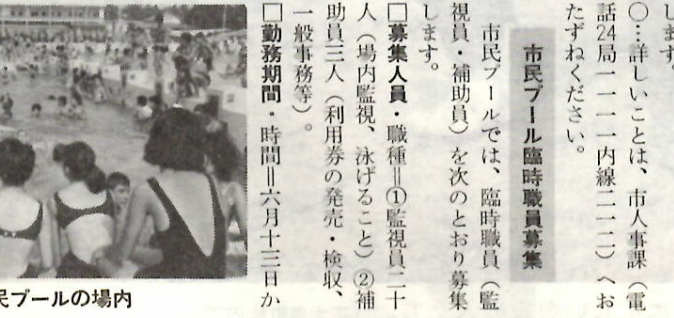 します。
○…詳しいことは、市人事課（電
話24局一一一一内線二一二）へお
たずねください。
市民プール臨時職員募集
市民プールでは、臨時職員（監
視員・補助員）を次のとおり募集
します。
□募集人員・職種＝①監視員二十
人（場内監視、泳げること）②補
助員三人（利用券の発売・検収、
一般事務等）。
□勤務期間・時間＝六月十三日か
民プールの場内